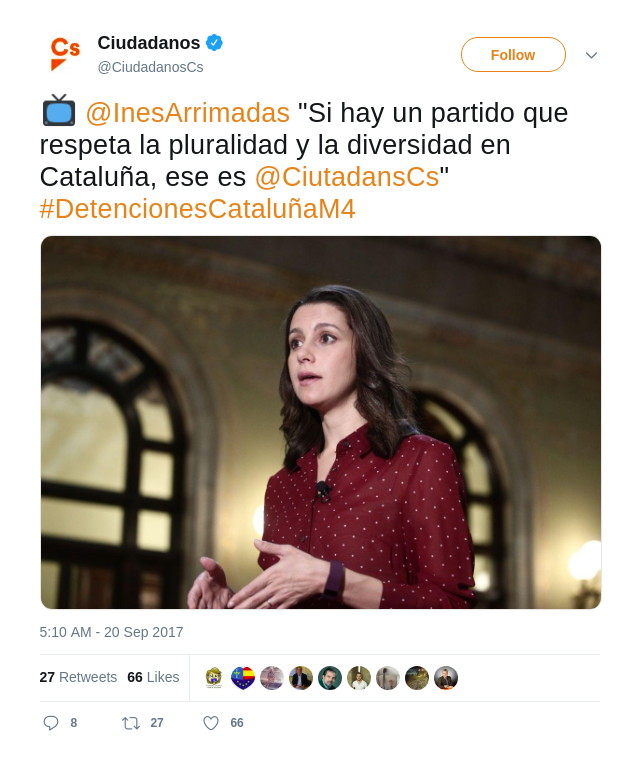 Cs
Ciudadanos
@CiudadanosCs
Follow
@InesArrimadas "Si hay un partido que
respeta la pluralidad y la diversidad en
Cataluña, ese es @CiutadansCs"
#DetencionesCataluñaM4
5:10 AM - 20 Sep 2017
27 Retweets 66 Likes
8 27 66